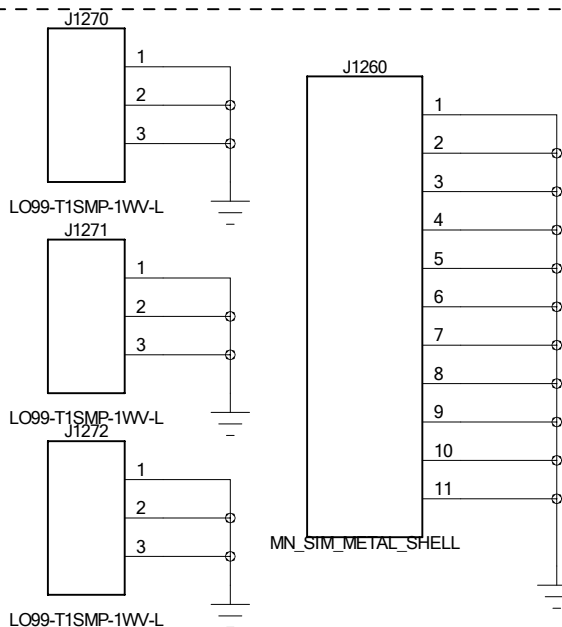 J1270
1
2
3
LO99-T1SMP-1WV-L
J1271
1
2
3
LO99-T1SMP-1WV-L
J1272
1
2
3
LO99-T1SMP-1WV-L
J1260
1
2
3
4
5
6
7
8
9
10
11
MN_SIM_METAL_SHELL